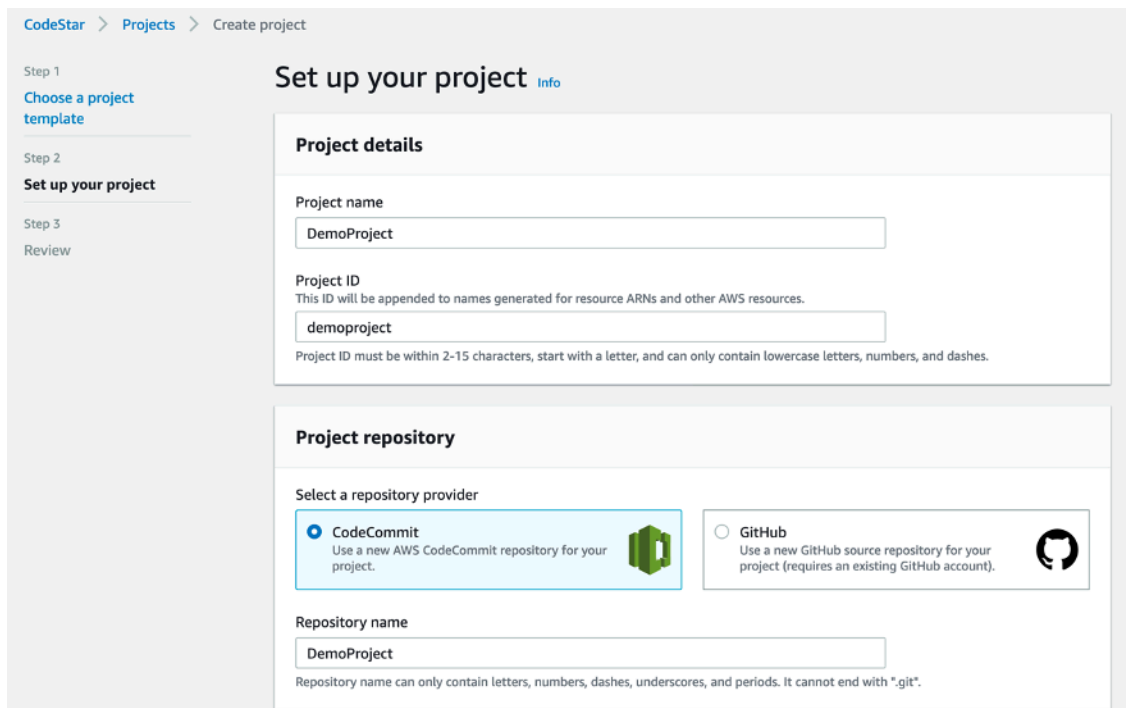 CodeStar > Projects > Create project
Step 1
Choose a project
template
Step 2
Set up your project
Step 3
Review
Set up your project Info
Project details
Project name
DemoProject
Project ID
This ID will be appended to names generated for resource ARNs and other AWS resources.
demoproject
Project ID must be within 2-15 characters, start with a letter, and can only contain lowercase letters, numbers, and dashes.
Project repository
Select a repository provider
CodeCommit
Use a new AWS CodeCommit repository for your
project.
GitHub
Use a new GitHub source repository for your
project (requires an existing GitHub account).
Repository name
DemoProject
Repository name can only contain letters, numbers, dashes, underscores, and periods. It cannot end with ".git".